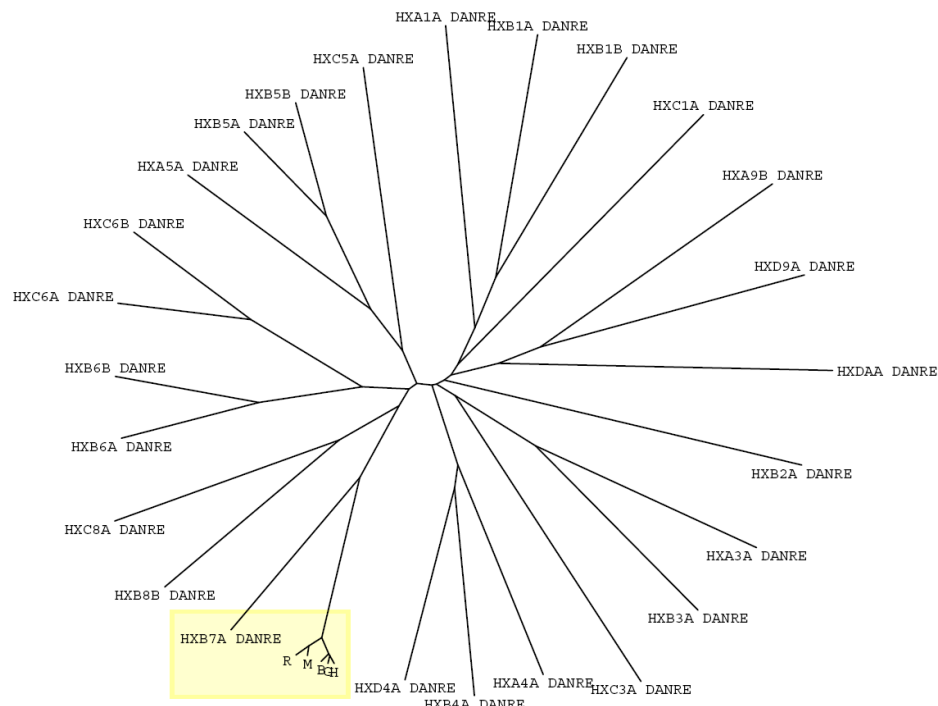 HXA1A DANRE
HXB1A DANRE
HXB1B DANRE
HXC5A DANRE
HXB5B DANRE
HXC1A DANRE
HXB5A DANRE
HXA5A DANRE
HXA9B DANRE
HXC6B DANRE
HXD9A DANRE
HXC6A DANRE
HXB6B DANRE
HXDAA DANRE
HXB6A DANRE
HXB2A DANRE
HXC8A DANRE
HXA3A DANRE
HXB8B DANRE
HXB3A DANRE
HXB7A DANRE
R M B G H
HXD4A DANRE
HXA4A DANRE
HXC3A DANRE
HXB4A DANRE